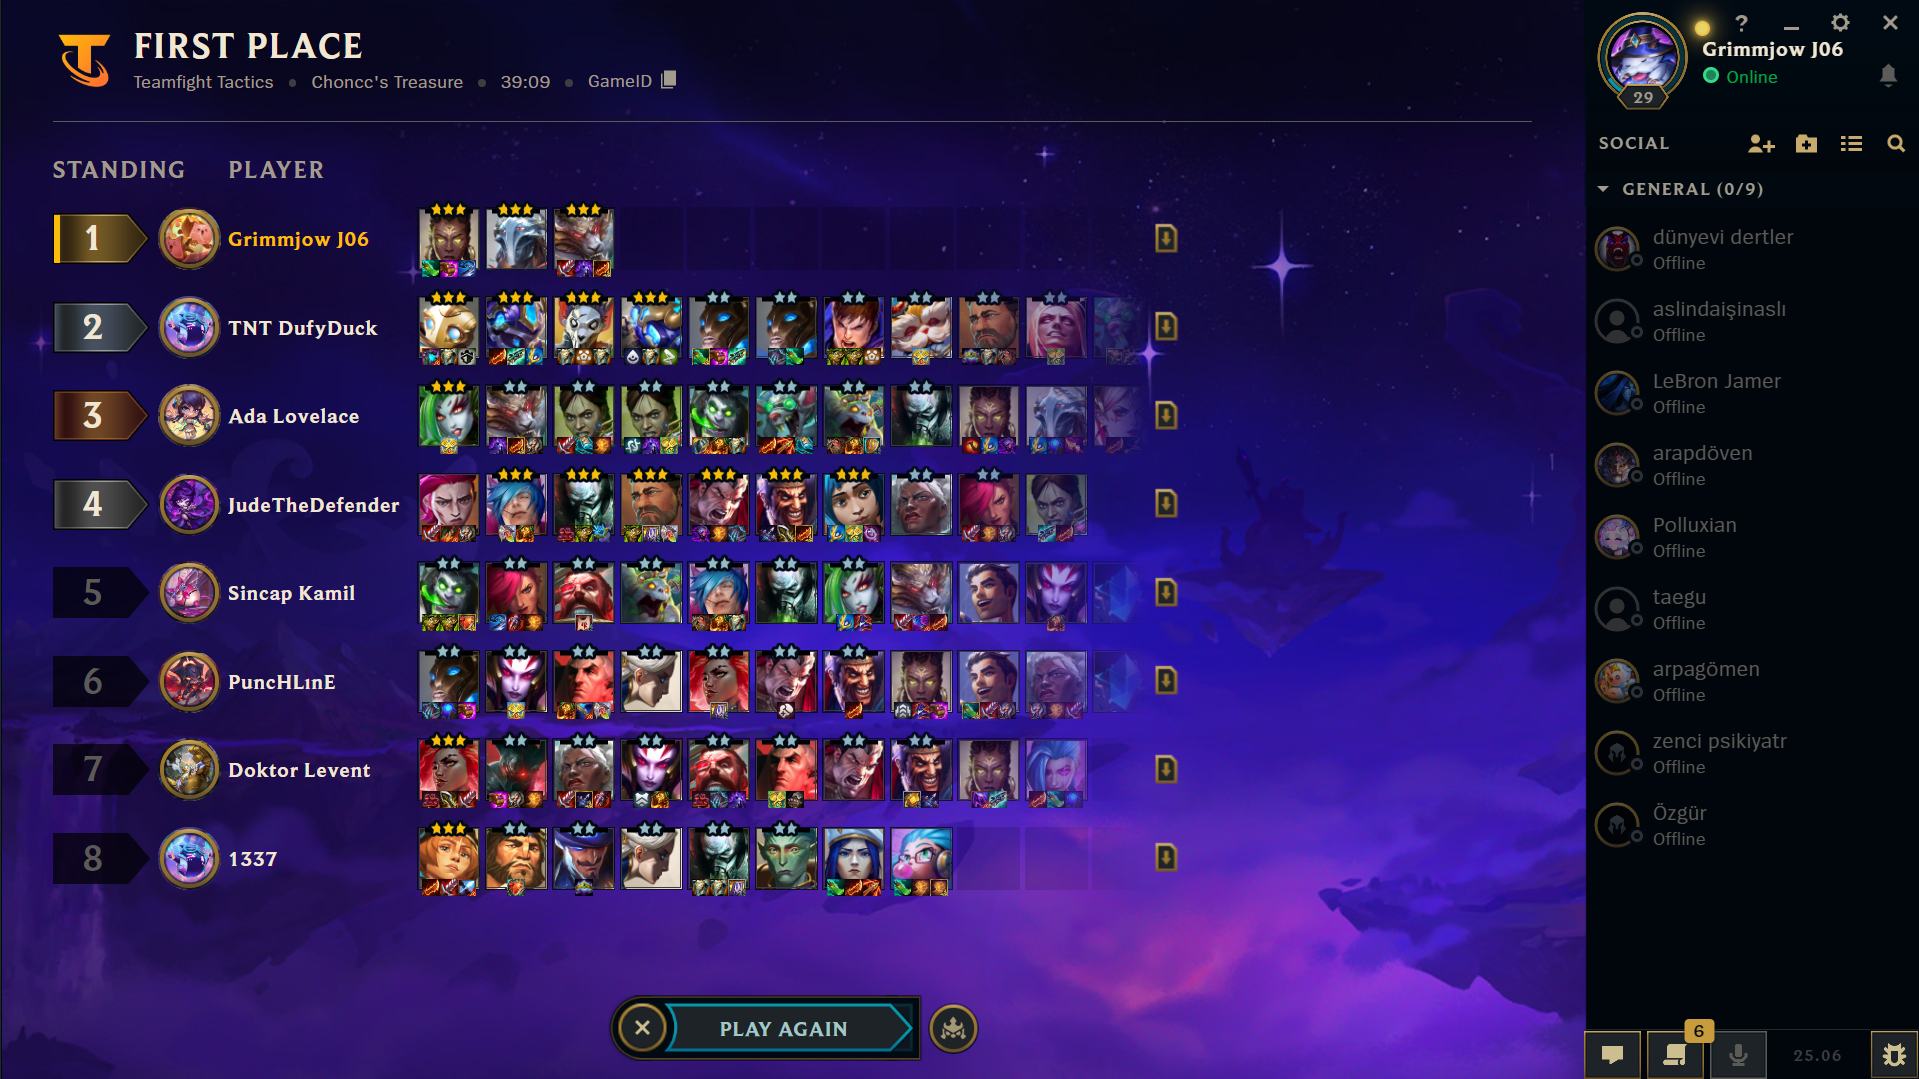 FIRST PLACE
Teamfight Tactics • Choncc's Treasure • 39:09 • GameID
STANDING PLAYER
1 Grimmjow J06
2 TNT DufyDuck
3 Ada Lovelace
4 JudeTheDefender
5 Sincap Kamil
6 PuncHLınE
7 Doktor Levent
8 1337
PLAY AGAIN
?
Grimmjow J06
Online
29
SOCIAL
GENERAL (0/9)
dünyevi dertler
Offline
aslindaişinaslı
Offline
LeBron Jamer
Offline
arapdöven
Offline
Polluxian
Offline
taegu
Offline
arpagömen
Offline
zenci psikiyatr
Offline
Özgür
Offline
6
25.06